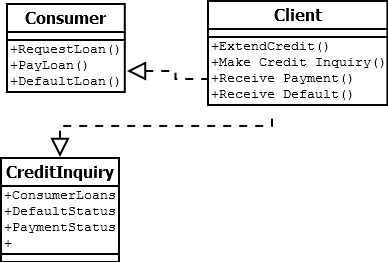 Consumer
+RequestLoan()
+PayLoan()
+DefaultLoan()
Client
+ExtendCredit()
+Make Credit Inquiry()
+Receive Payment()
+Receive Default()
CreditInquiry
+ConsumerLoans
+DefaultStatus
+PaymentStatus
+